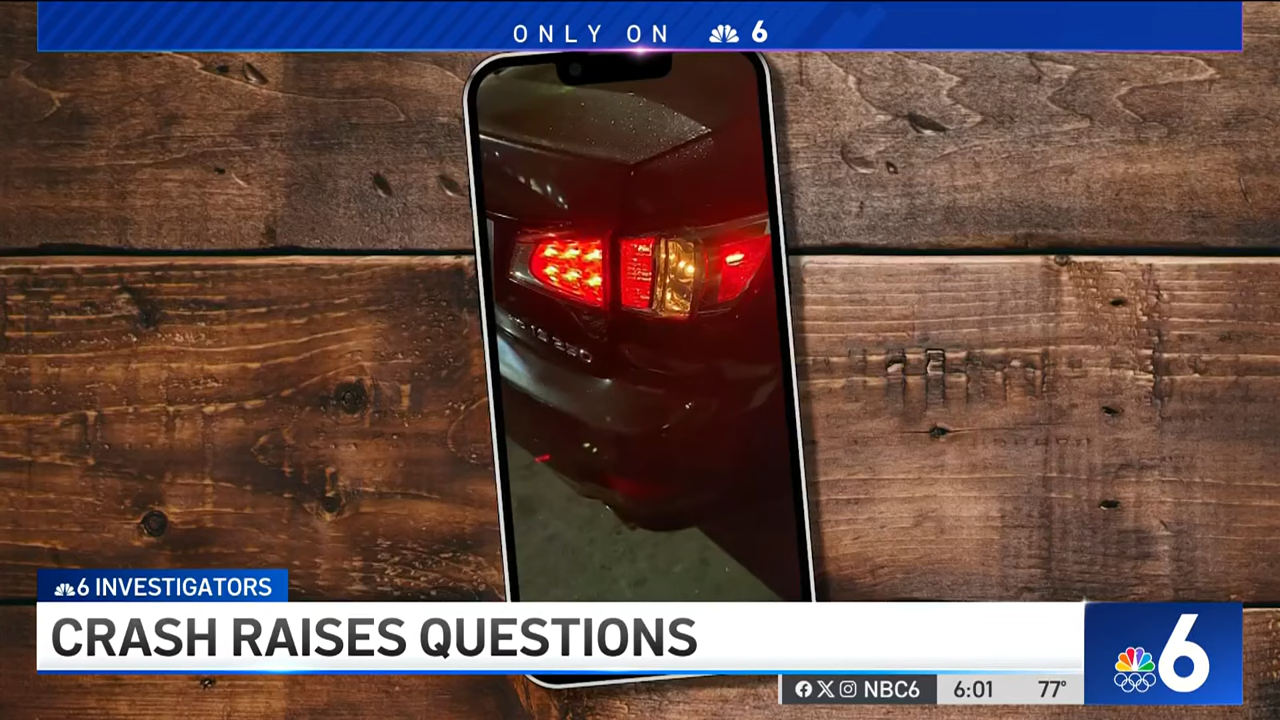 ONLY ON 6
6 INVESTIGATORS
CRASH RAISES QUESTIONS
6
NBC6 6:01 77°